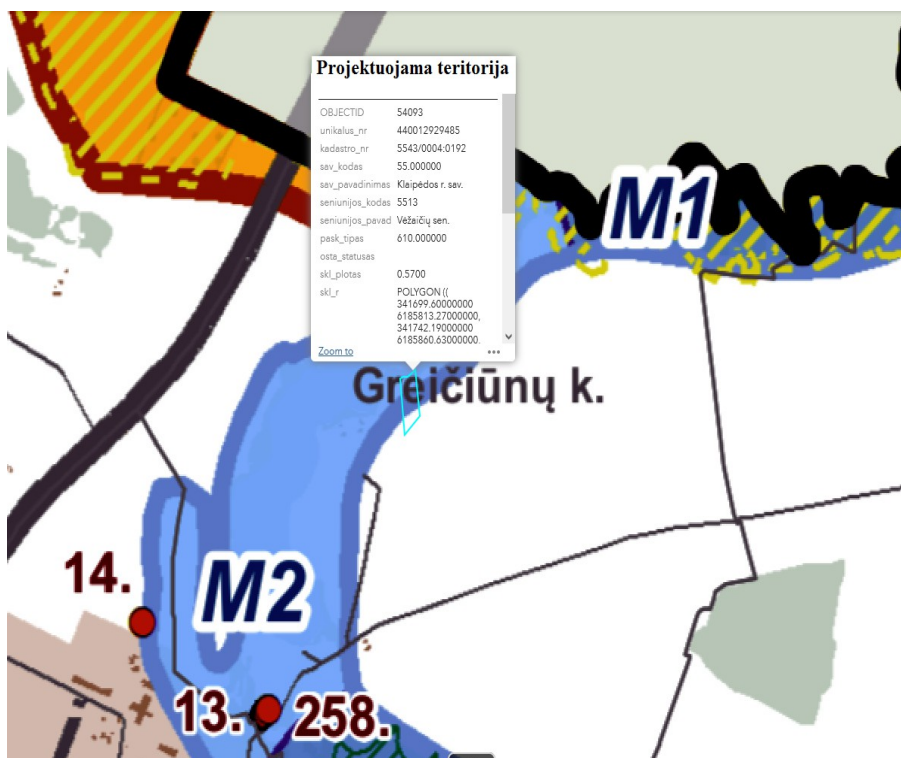 Projektuojama teritorija
OBJECTID 54093
unikalus_nr 440012929485
kadastro_nr 5543/0004:0192
sav_kodas 55.000000
sav_pavadinimas Klaipėdos r. sav.
seniunijos_kodas 5513
seniunijos_pavad Vėžaičių sen.
pask_tipas 610.000000
osta_statusas
skl_plotas 0.5700
skl_r POLYGON ((
341699.60000000
6185813.27000000,
341742.19000000
6185860.63000000,
Zoom to
M1
Greičiūnų k.
14.
M2
13. 258.